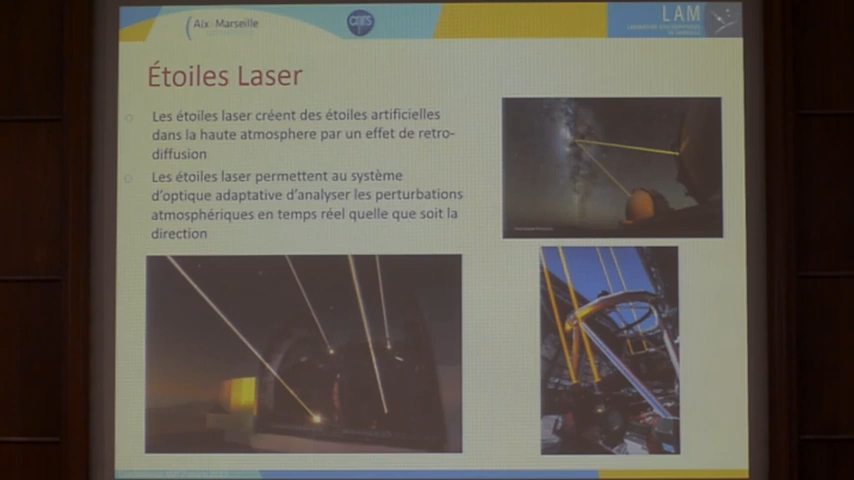 Aix Marseille
LAM
Étoiles Laser
Les étoiles laser créent des étoiles artificielles
dans la haute atmosphere par un effet de retro-
diffusion
Les étoiles laser permettent au système
d'optique adaptative d'analyser les perturbations
atmosphériques en temps réel quelle que soit la
direction